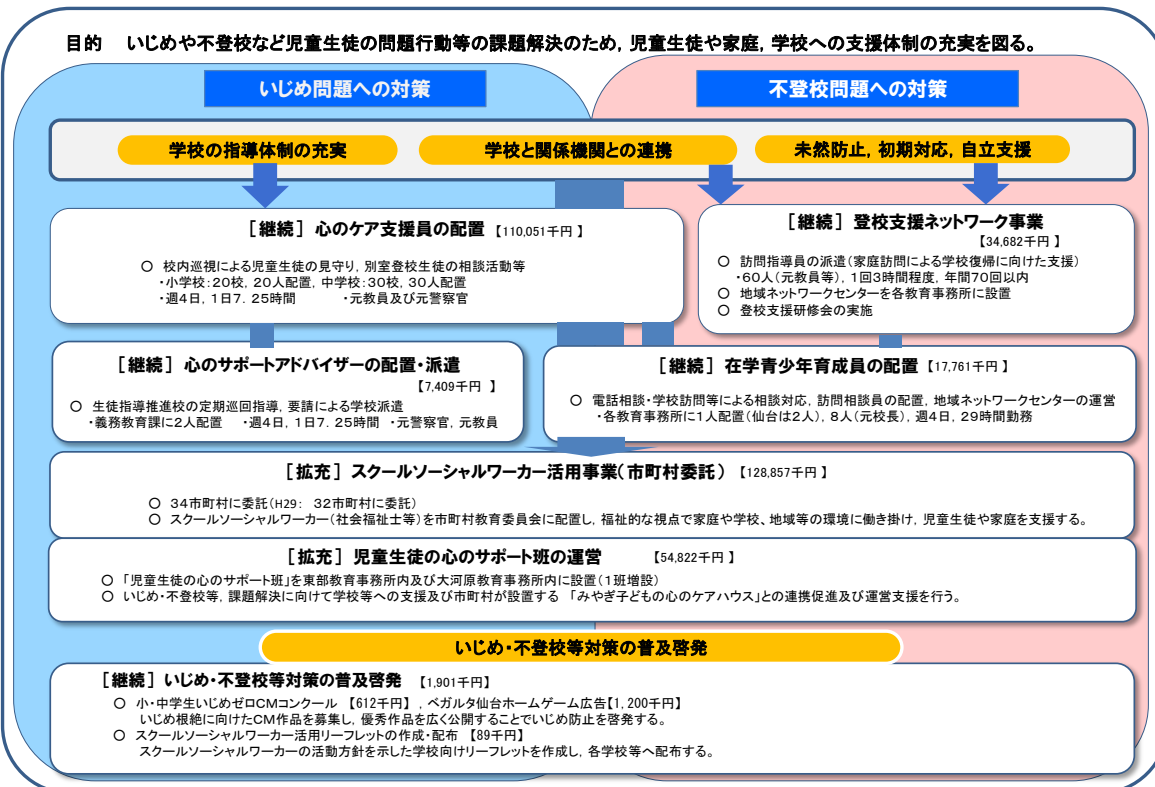 目的　いじめや不登校など児童生徒の問題行動等の課題解決のため，児童生徒や家庭，学校への支援体制の充実を図る。
いじめ問題への対策
不登校問題への対策
学校の指導体制の充実
学校と関係機関との連携
未然防止，初期対応，自立支援
［継続］心のケア支援員の配置　【110,051千円 】
○　校内巡視による児童生徒の見守り，別室登校生徒の相談活動等
・小学校：20校，20人配置，中学校：30校，30人配置
・週4日，1日7．25時間　　　・元教員及び元警察官
［継続］登校支援ネットワーク事業
【34,682千円 】
○　訪問指導員の派遣（家庭訪問による学校復帰に向けた支援）
・60人（元教員等），1回3時間程度，年間70回以内
○　地域ネットワークセンターを各教育事務所に設置
○　登校支援研修会の実施
［継続］心のサポートアドバイザーの配置・派遣
【7,409千円 】
○　生徒指導推進校の定期巡回指導，要請による学校派遣
・義務教育課に2人配置　・週4日，1日7．25時間　・元警察官，元教員
［継続］在学青少年育成員の配置　【17,761千円 】
○　電話相談・学校訪問等による相談対応，訪問相談員の配置，地域ネットワークセンターの運営
・各教育事務所に1人配置（仙台は2人），8人（元校長），週4日，29時間勤務
［拡充］スクールソーシャルワーカー活用事業（市町村委託）　【128,857千円 】
○　34市町村に委託（H29：　32市町村に委託）
○　スクールソーシャルワーカー（社会福祉士等）を市町村教育委員会に配置し，福祉的な視点で家庭や学校、地域等の環境に働き掛け，児童生徒や家庭を支援する。
［拡充］児童生徒の心のサポート班の運営　　【54,822千円 】
○　「児童生徒の心のサポート班」を東部教育事務所内及び大河原教育事務所内に設置（1班増設）
○　いじめ・不登校等，課題解決に向けて学校等への支援及び市町村が設置する　「みやぎ子どもの心のケアハウス」との連携促進及び運営支援を行う。
いじめ・不登校等対策の普及啓発
［継続］いじめ・不登校等対策の普及啓発　【1,901千円】
○　小・中学生いじめゼロCMコンクール　【612千円】，ベガルタ仙台ホームゲーム広告【1，200千円】
いじめ根絶に向けたCM作品を募集し，優秀作品を広く公開することでいじめ防止を啓発する。
○　スクールソーシャルワーカー活用リーフレットの作成・配布　【89千円】
スクールソーシャルワーカーの活動方針を示した学校向けリーフレットを作成し，各学校等へ配布する。